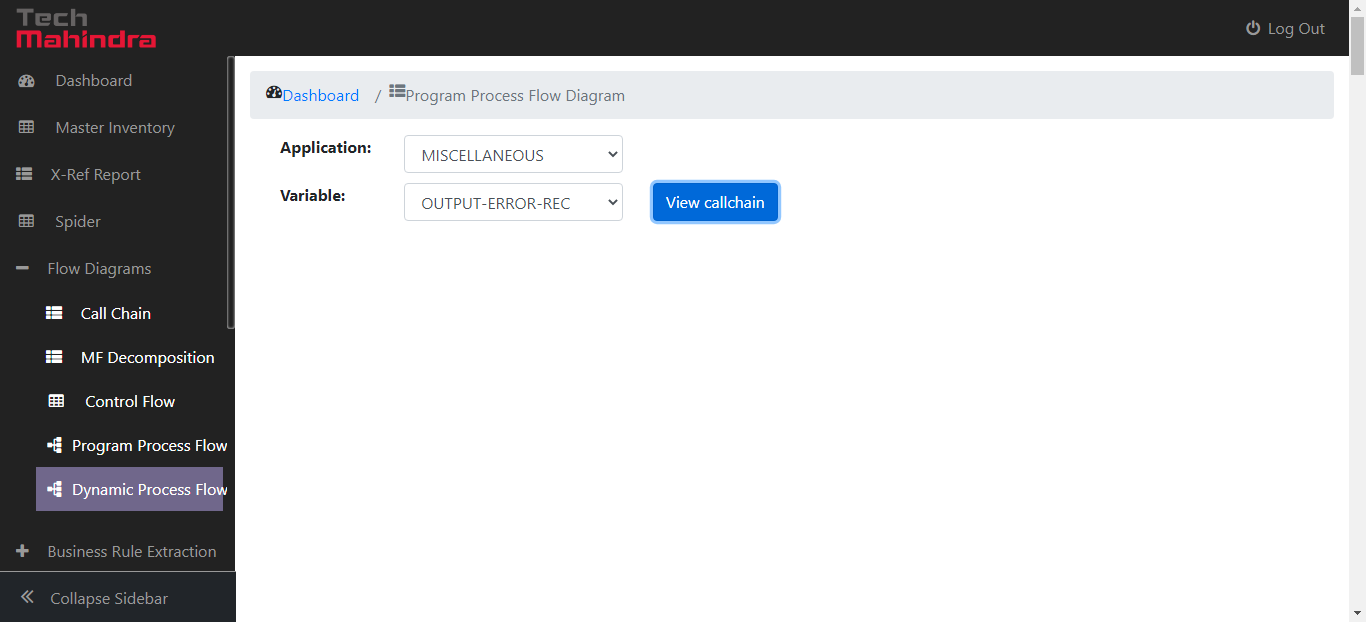 Tech
Mahindra
Log Out
Dashboard
Master Inventory
X-Ref Report
Spider
Flow Diagrams
Call Chain
MF Decomposition
Control Flow
Program Process Flow
Dynamic Process Flow
Business Rule Extraction
Collapse Sidebar
Dashboard / Program Process Flow Diagram
Application: MISCELLANEOUS
Variable: OUTPUT-ERROR-REC View callchain